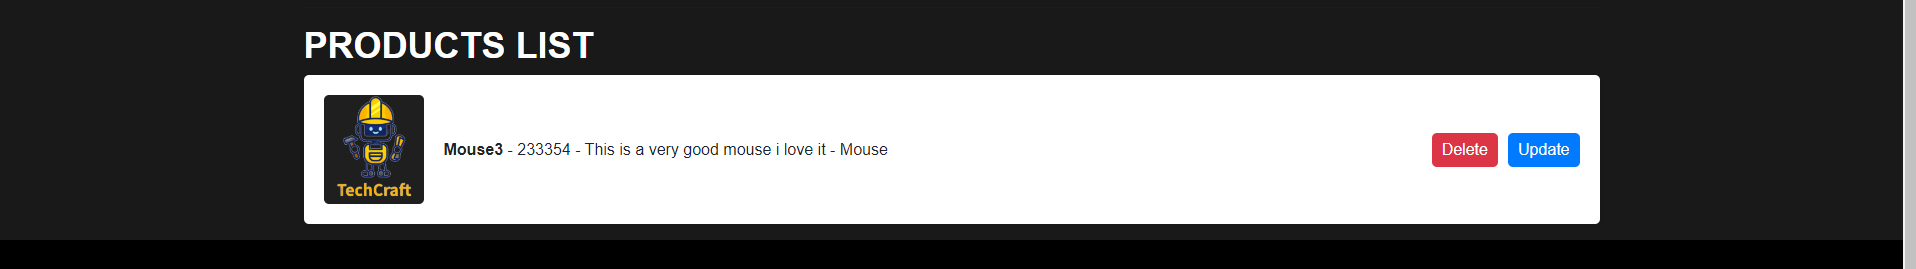 PRODUCTS LIST
TechCraft
Mouse3 - 233354 - This is a very good mouse i love it - Mouse
Delete
Update